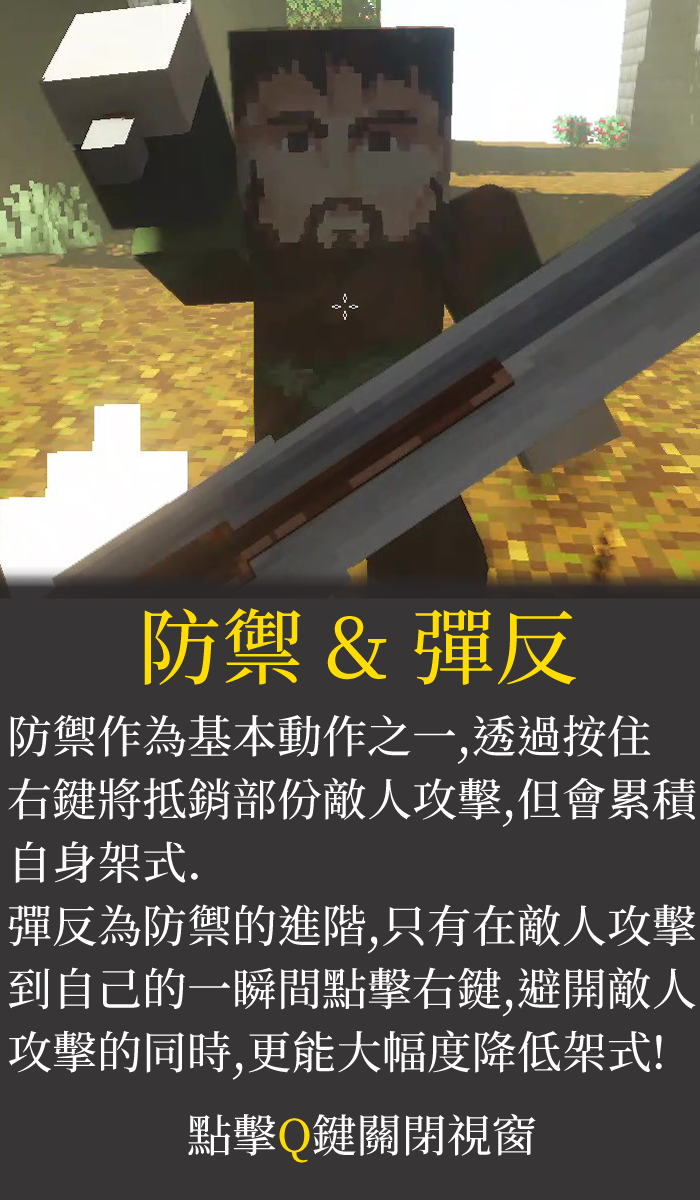 防禦 & 彈反
防禦作為基本動作之一,透過按住
右鍵將抵銷部份敵人攻擊,但會累積
自身架式.
彈反為防禦的進階,只有在敵人攻擊
到自己的一瞬間點擊右鍵,避開敵人
攻擊的同時,更能大幅度降低架式!
點擊Q鍵關閉視窗